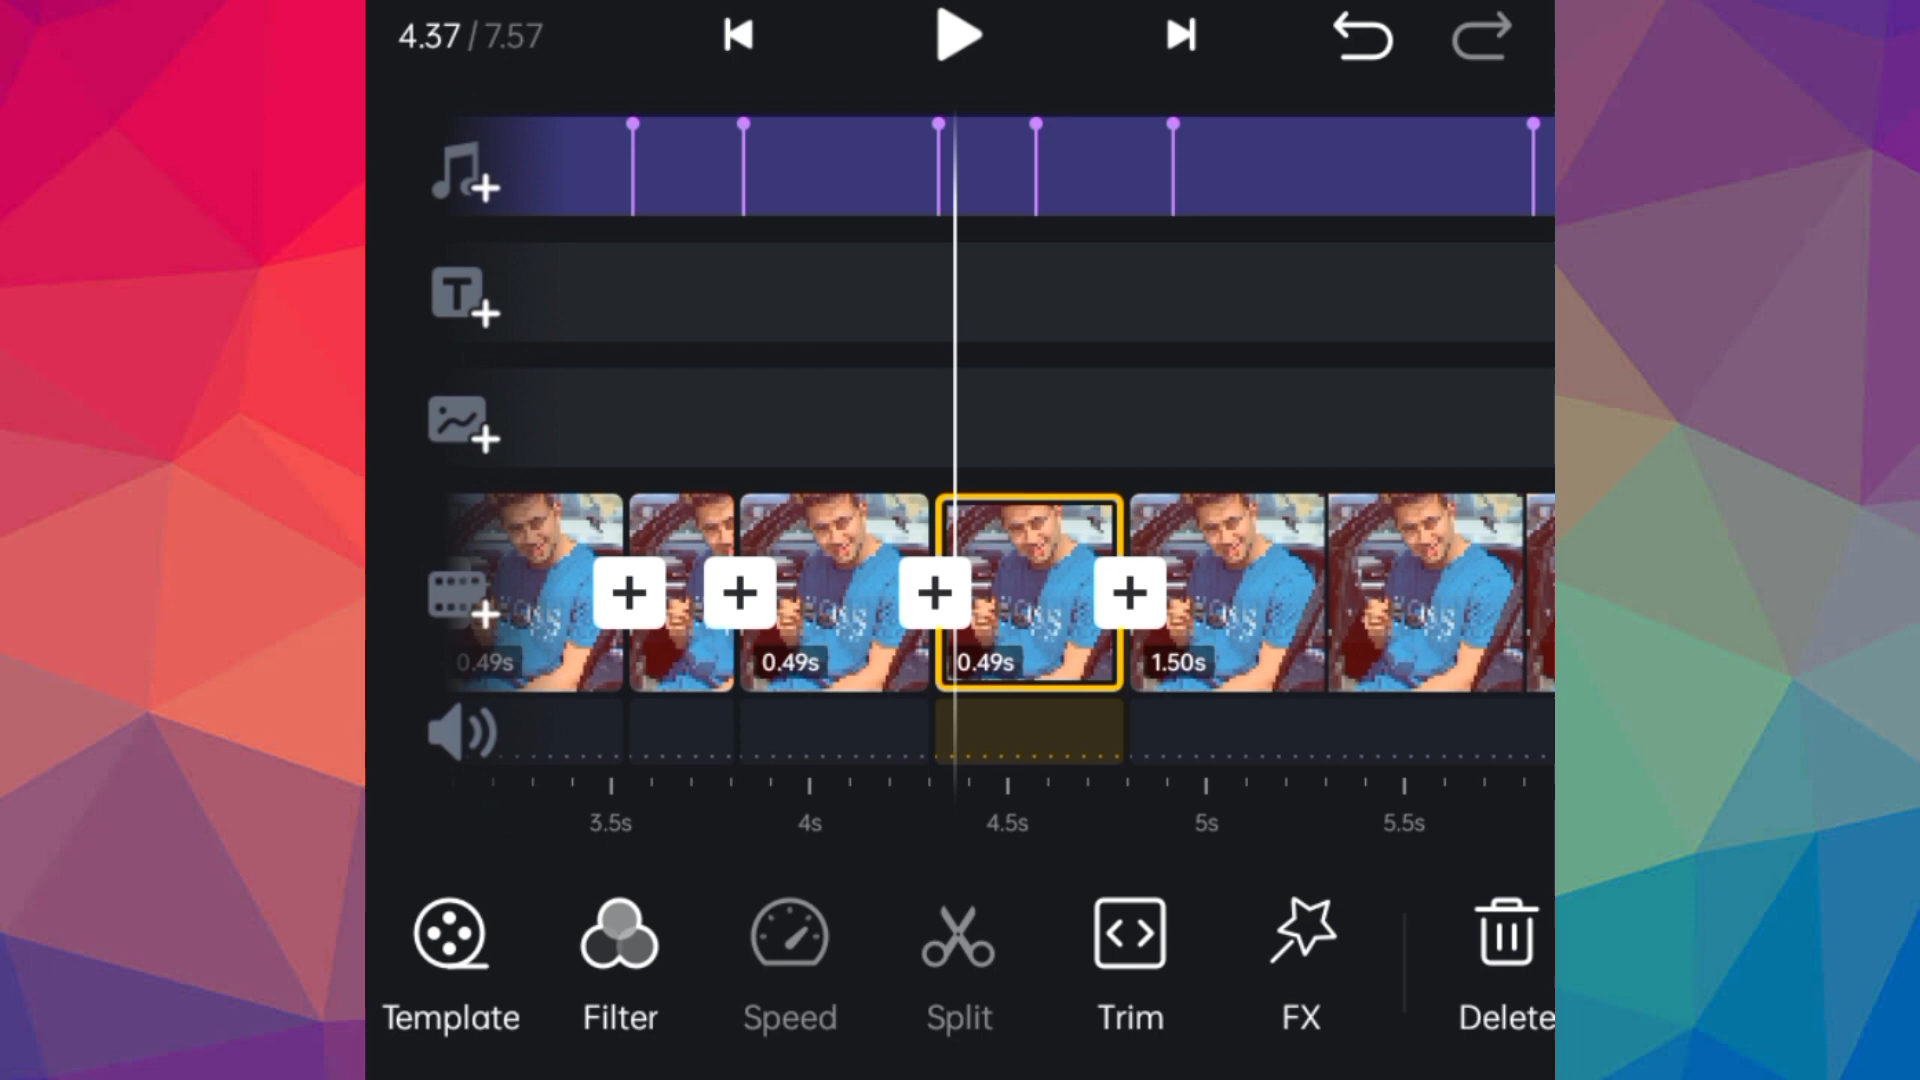 4.37 / 7.57
T
0.49s
0.49s
0.49s
1.50s
3.5s
4s
4.5s
5s
5.5s
Template
Filter
Speed
Split
Trim
FX
Delete